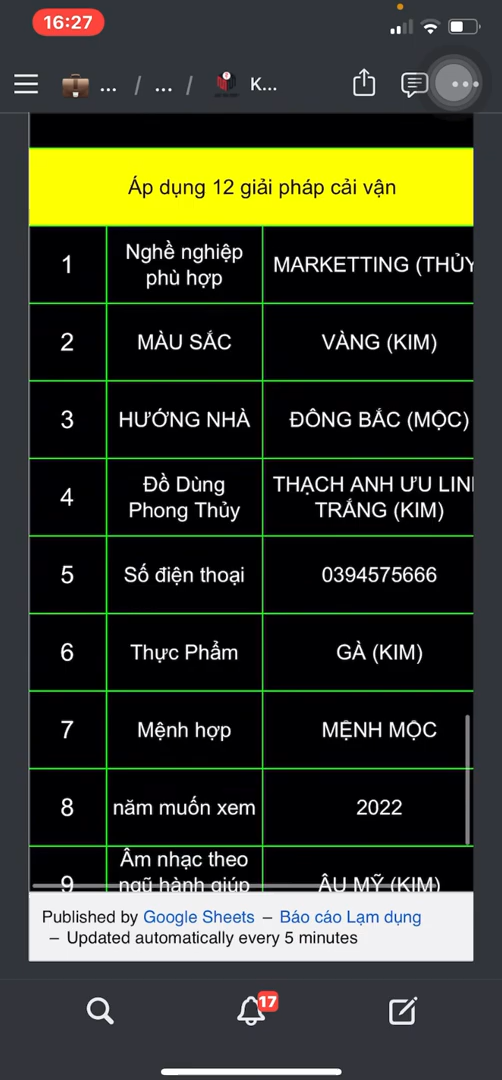 16:27
... / ... / K...
Áp dụng 12 giải pháp cải vận
1
Nghề nghiệp
phù hợp
MARKETTING (THỦY
2
MÀU SẮC
VÀNG (KIM)
3
HƯỚNG NHÀ
ĐÔNG BẮC (MỘC)
4
Đồ Dùng
Phong Thủy
THẠCH ANH ƯU LIN
TRẮNG (KIM)
5
Số điện thoại
0394575666
6
Thực Phẩm
GÀ (KIM)
7
Mệnh hợp
MỆNH MỘC
8
năm muốn xem
2022
9
Âm nhạc theo
ngũ hành giúp
ÂU MỸ (KIM)
Published by Google Sheets – Báo cáo Lạm dụng
– Updated automatically every 5 minutes
17